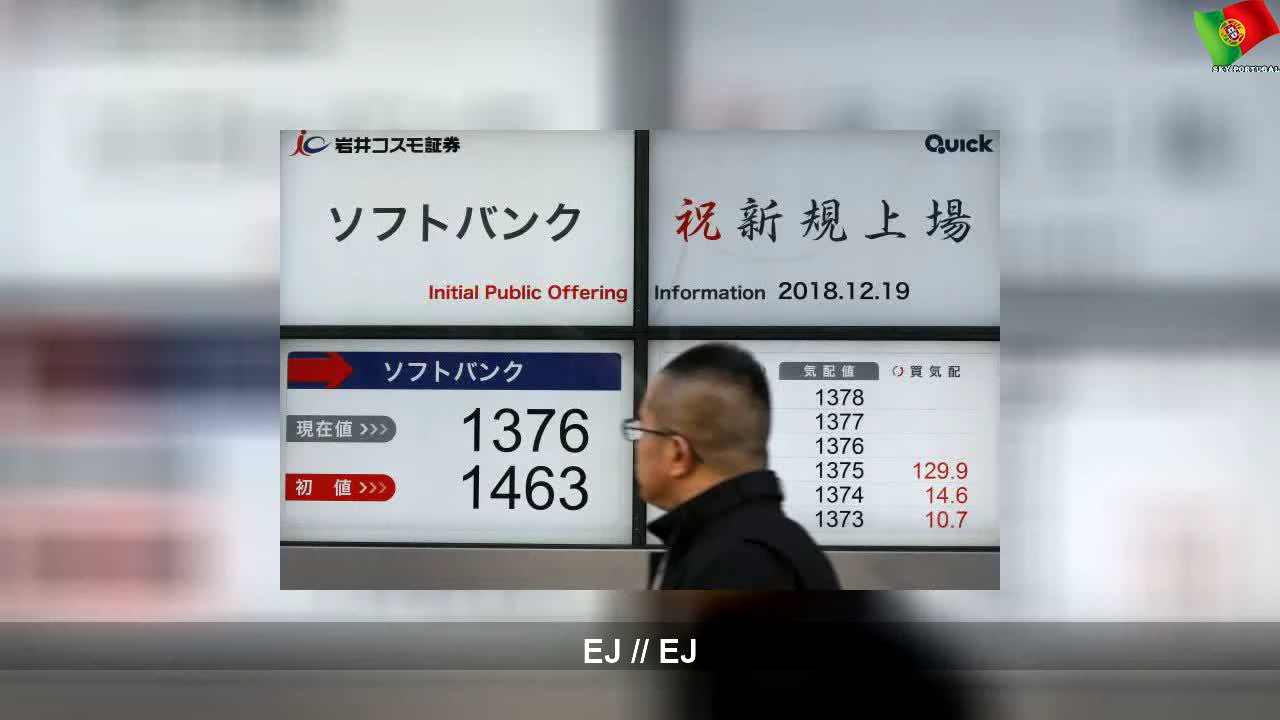 SKY PORTUGAL
岩井コスモ証券
Quick
ソフトバンク
祝新規上場
Initial Public Offering Information 2018.12.19
ソフトバンク
現在値 >>> 1376
初 値 >>> 1463
気配値 買気配
1378
1377
1376
1375 129.9
1374 14.6
1373 10.7
EJ // EJ